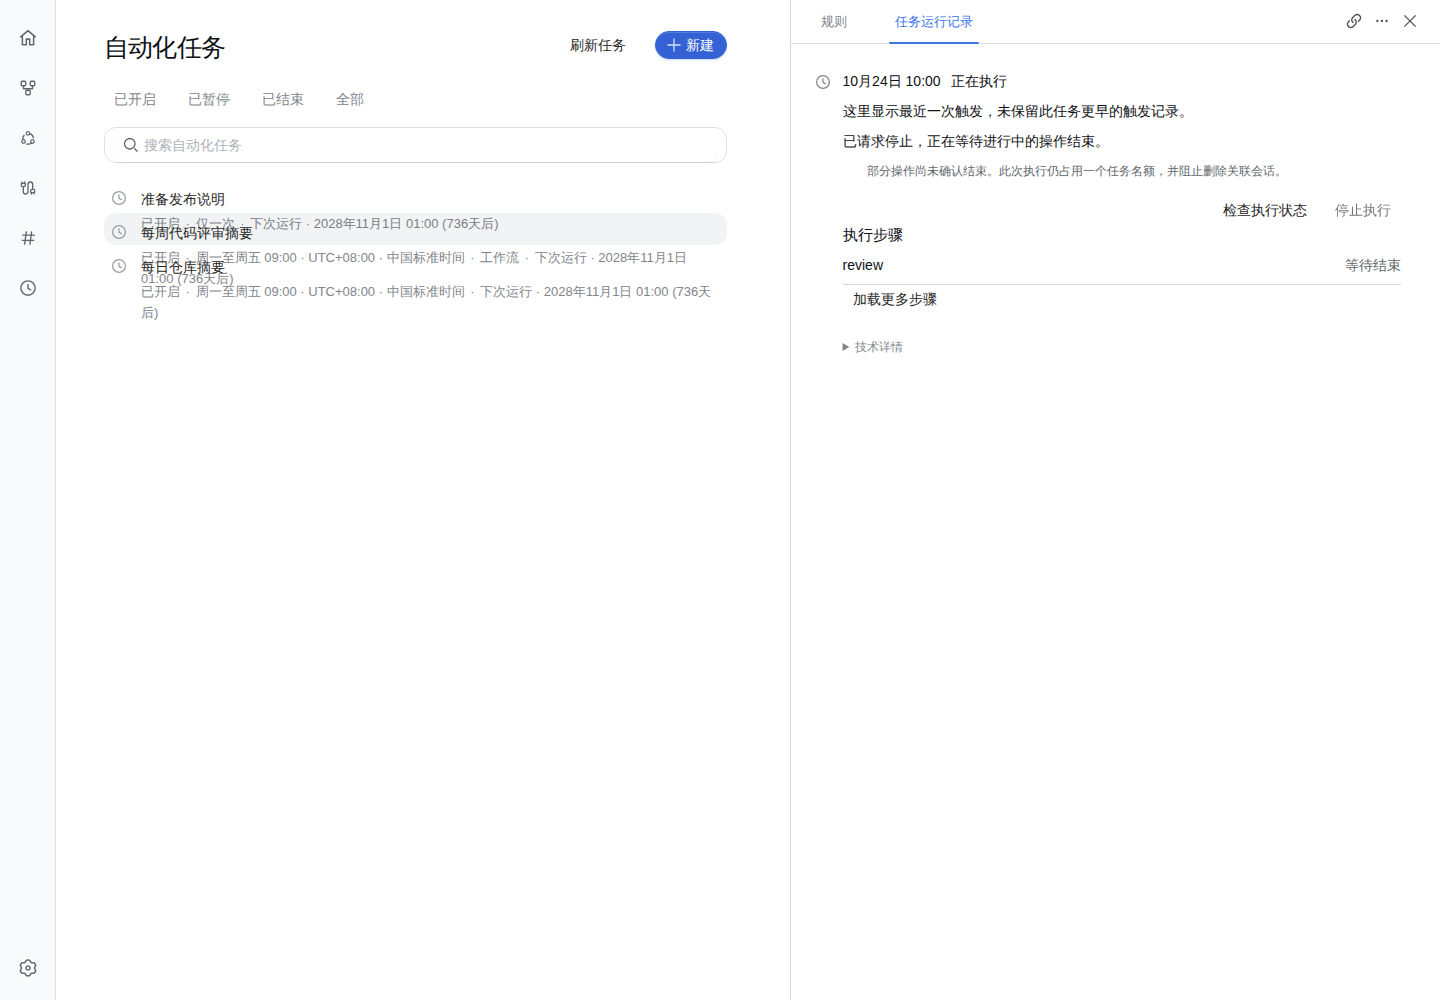 自动化任务
刷新任务
新建
已开启 已暂停 已结束 全部
搜索自动化任务
准备发布说明
已开启 · 仅一次 · 下次运行 · 2028年11月1日 01:00 (736天后)
每周代码评审摘要
已开启 · 周一至周五 09:00 · UTC+08:00 · 中国标准时间 · 工作流 · 下次运行 · 2028年11月1日
01:00 (736天后)
每日仓库摘要
已开启 · 周一至周五 09:00 · UTC+08:00 · 中国标准时间 · 下次运行 · 2028年11月1日 01:00 (736天
后)
规则 任务运行记录
10月24日 10:00 正在执行
这里显示最近一次触发，未保留此任务更早的触发记录。
已请求停止，正在等待进行中的操作结束。
部分操作尚未确认结束。此次执行仍占用一个任务名额，并阻止删除关联会话。
检查执行状态 停止执行
执行步骤
review 等待结束
加载更多步骤
技术详情